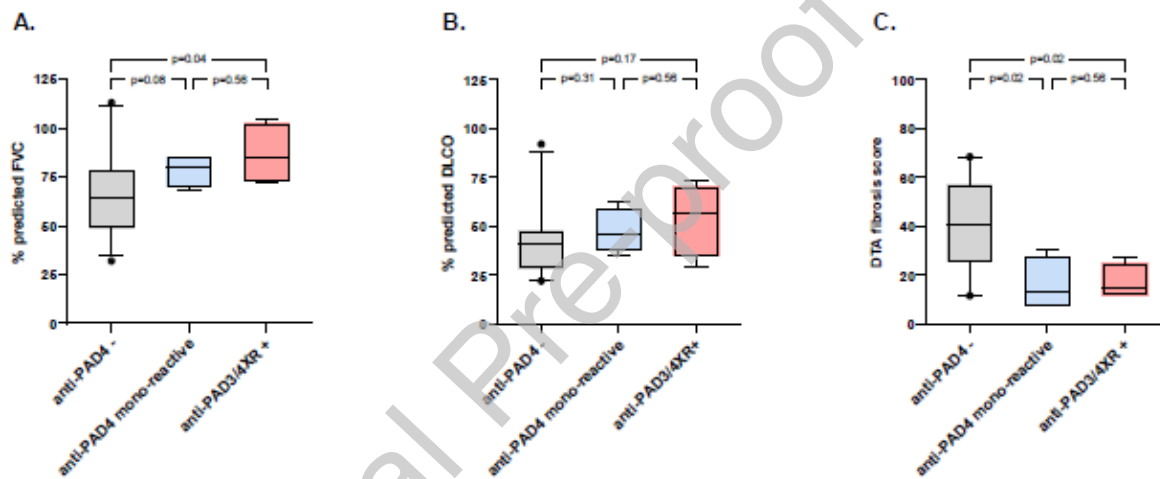 A.
p=0.04
p=0.08
p=0.56
125
100
75
50
25
0
% predicted FVC
anti-PAD4 -
anti-PAD4 mono-reactive
anti-PAD3/4XR +
B.
p=0.17
p=0.31
p=0.56
125
100
75
50
25
0
% predicted DLCO
anti-PAD4 -
anti-PAD4 mono-reactive
anti-PAD3/4XR+
C.
p=0.02
p=0.02
p=0.56
100
80
60
40
20
0
DTA fibrosis score
anti-PAD4 -
anti-PAD4 mono-reactive
anti-PAD3/4XR +
al Pre-proof